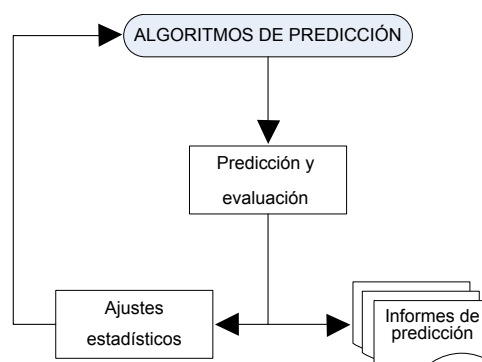 ALGORITMOS DE PREDICCIÓN
Predicción y
evaluación
Ajustes
estadísticos
Informes de
predicción